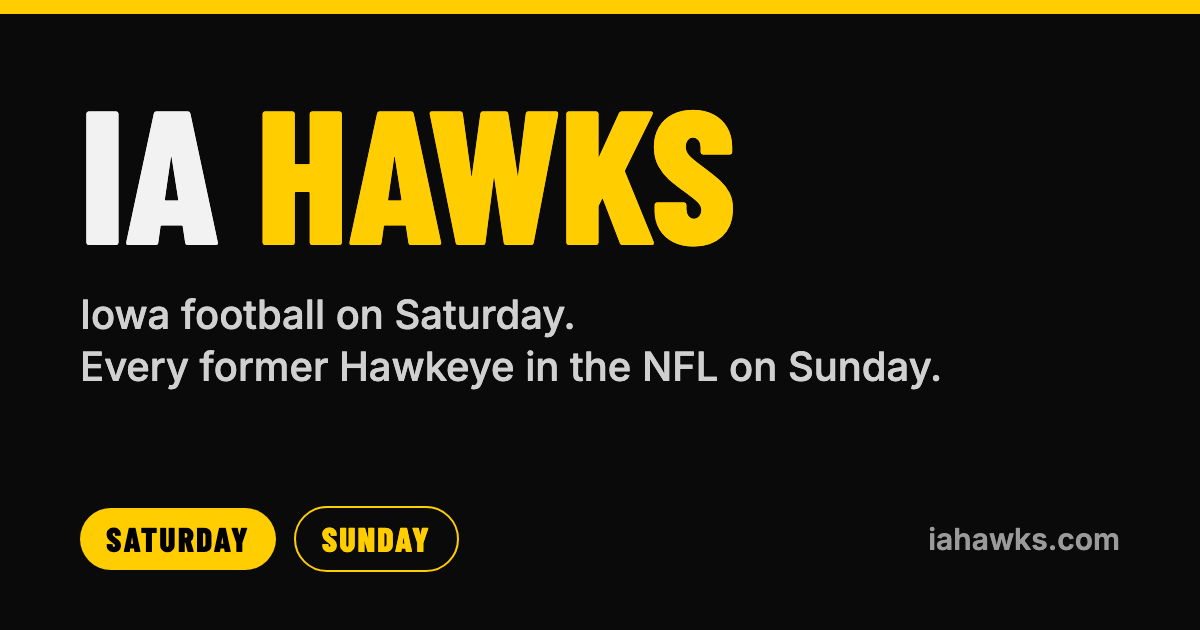 IA HAWKS
Iowa football on Saturday.
Every former Hawkeye in the NFL on Sunday.
SATURDAY SUNDAY iahawks.com